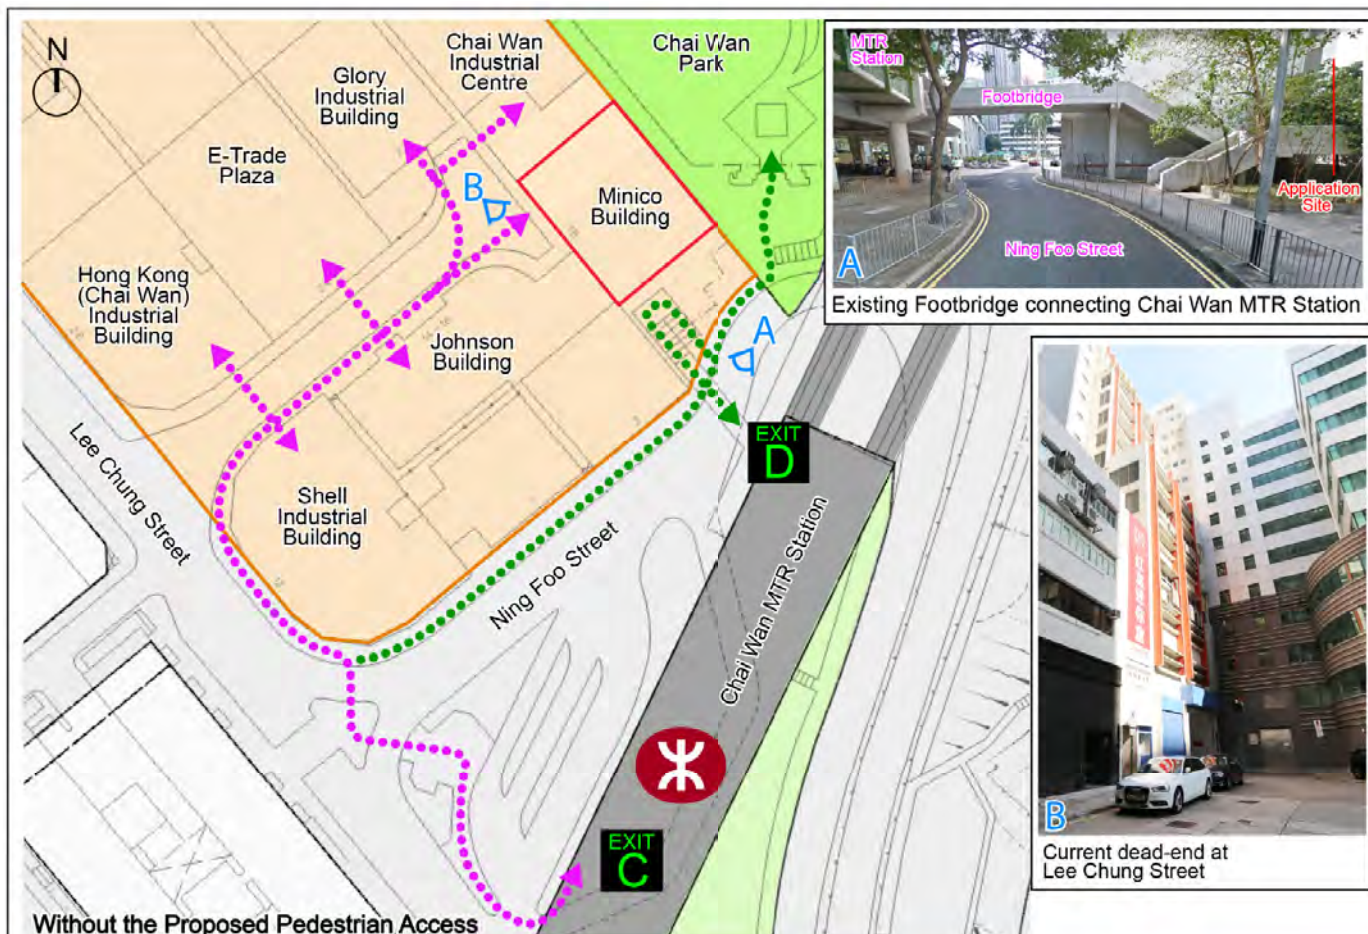 N
Glory
Industrial
Building
Chai Wan
Industrial
Centre
Chai Wan
Park
E-Trade
Plaza
B
Minico
Building
Hong Kong
(Chai Wan)
Industrial
Building
Johnson
Building
A
Lee Chung Street
Shell
Industrial
Building
Ning Foo Street
EXIT
D
Chai Wan MTR Station
EXIT
C
Without the Proposed Pedestrian Access
MTR
Station
Footbridge
Application
Site
Ning Foo Street
A
Existing Footbridge connecting Chai Wan MTR Station
B
Current dead-end at
Lee Chung Street